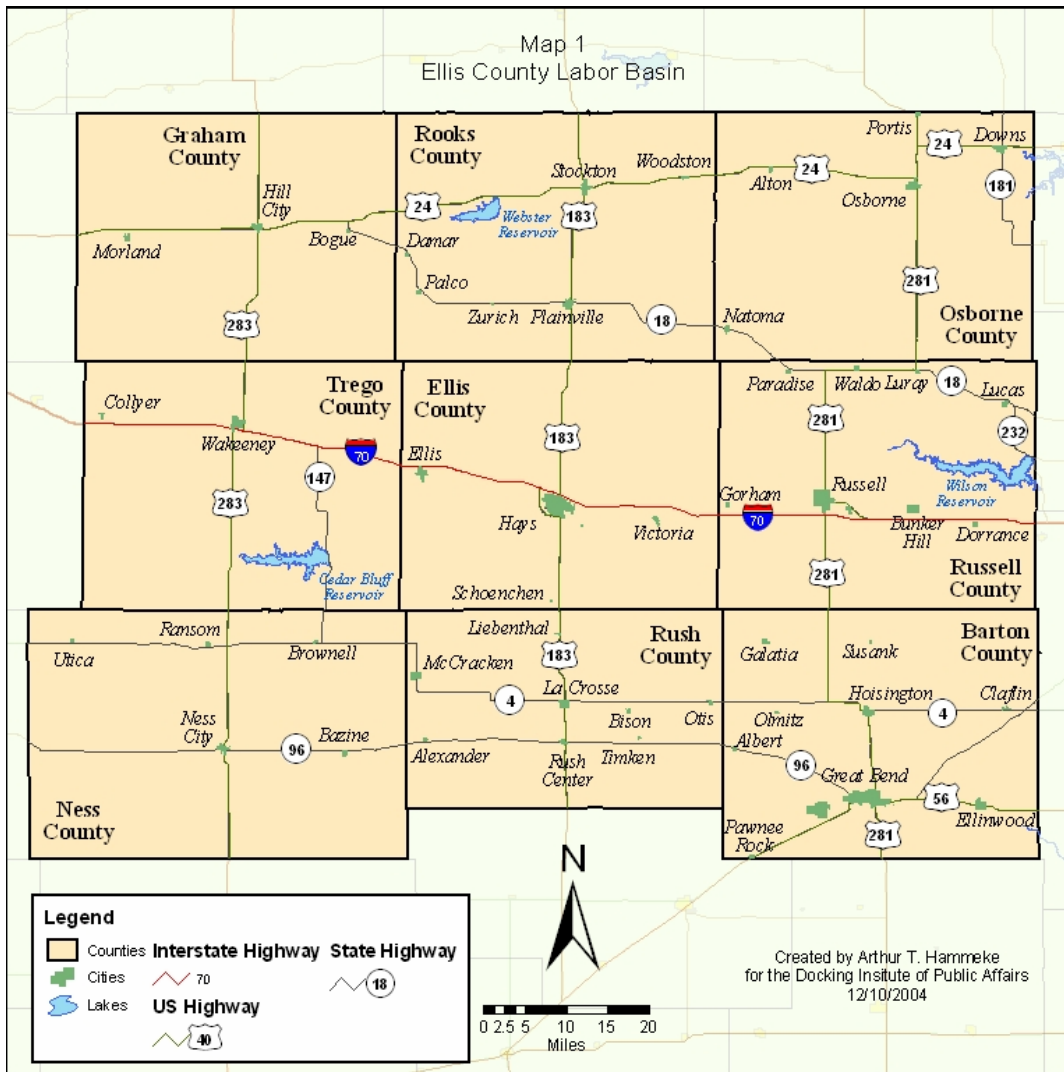 Map 1
Ellis County Labor Basin
Graham
County
Rooks
County
Portis
24
Downs
Stockton
Woodston
Alton
24
Osborne
181
Hill
City
24
Webster
Reservoir
183
Morland
Bogue
Damar
Palco
281
283
Zurich
Plainville
18
Natoma
Osborne
County
Trego
County
Ellis
County
Paradise
Waldo
Luray
18
Lucas
Collyer
Wakeeney
70
183
281
232
Ellis
147
283
Hays
Victoria
Gorham
70
Russell
Wilson
Reservoir
Bunker
Hill
Dorrance
Cedar Bluff
Reservoir
Schoenchen
281
Russell
County
Utica
Ransom
Brownell
Liebenthal
183
Rush
County
Galatia
Susank
Barton
County
McCracken
4
La Crosse
Bison
Otis
Olmitz
Hoisington
4
Claflin
Ness
City
96
Bazine
Alexander
Rush
Center
Timken
Albert
96
Great Bend
56
Ellinwood
Ness
County
Pawnee
Rock
281
N
Legend
Counties
Interstate Highway
State Highway
Cities
70
18
Lakes
US Highway
40
0 2.5 5 10 15 20
Miles
Created by Arthur T. Hammeke
for the Docking Insitute of Public Affairs
12/10/2004